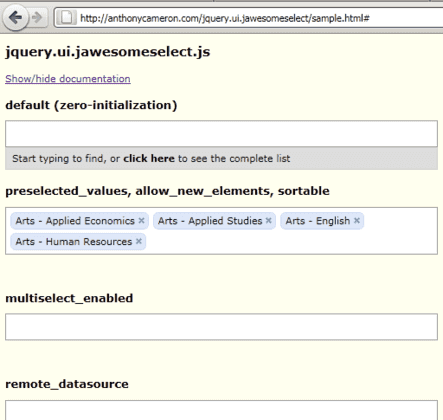 http://anthonycameron.com/jquery.ui.jawesomeselect/sample.html#
jquery.ui.jawesomeselect.js
Show/hide documentation
default (zero-initialization)
Start typing to find, or click here to see the complete list
preselected_values, allow_new_elements, sortable
Arts - Applied Economics × Arts - Applied Studies × Arts - English ×
Arts - Human Resources ×
multiselect_enabled
remote_datasource